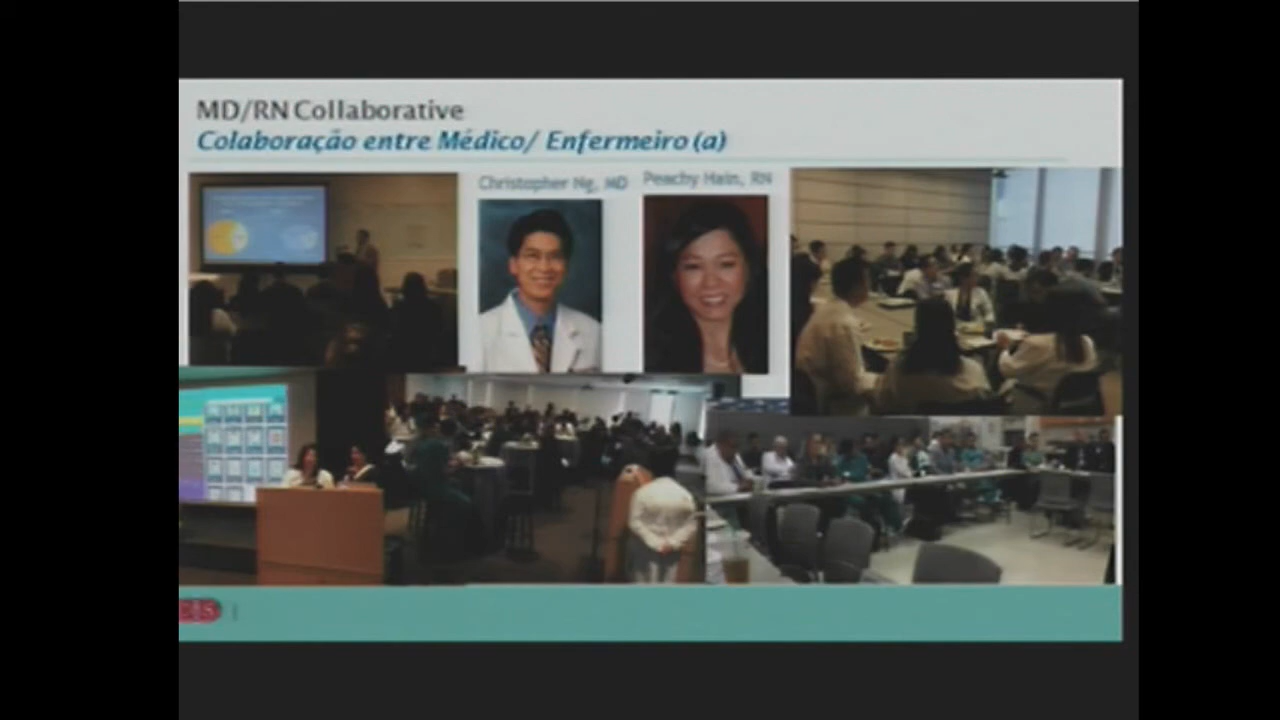 MD/RN Collaborative
Colaboração entre Médico/ Enfermeiro (a)
Christopher Ng, MD
Peachy Hain, RN